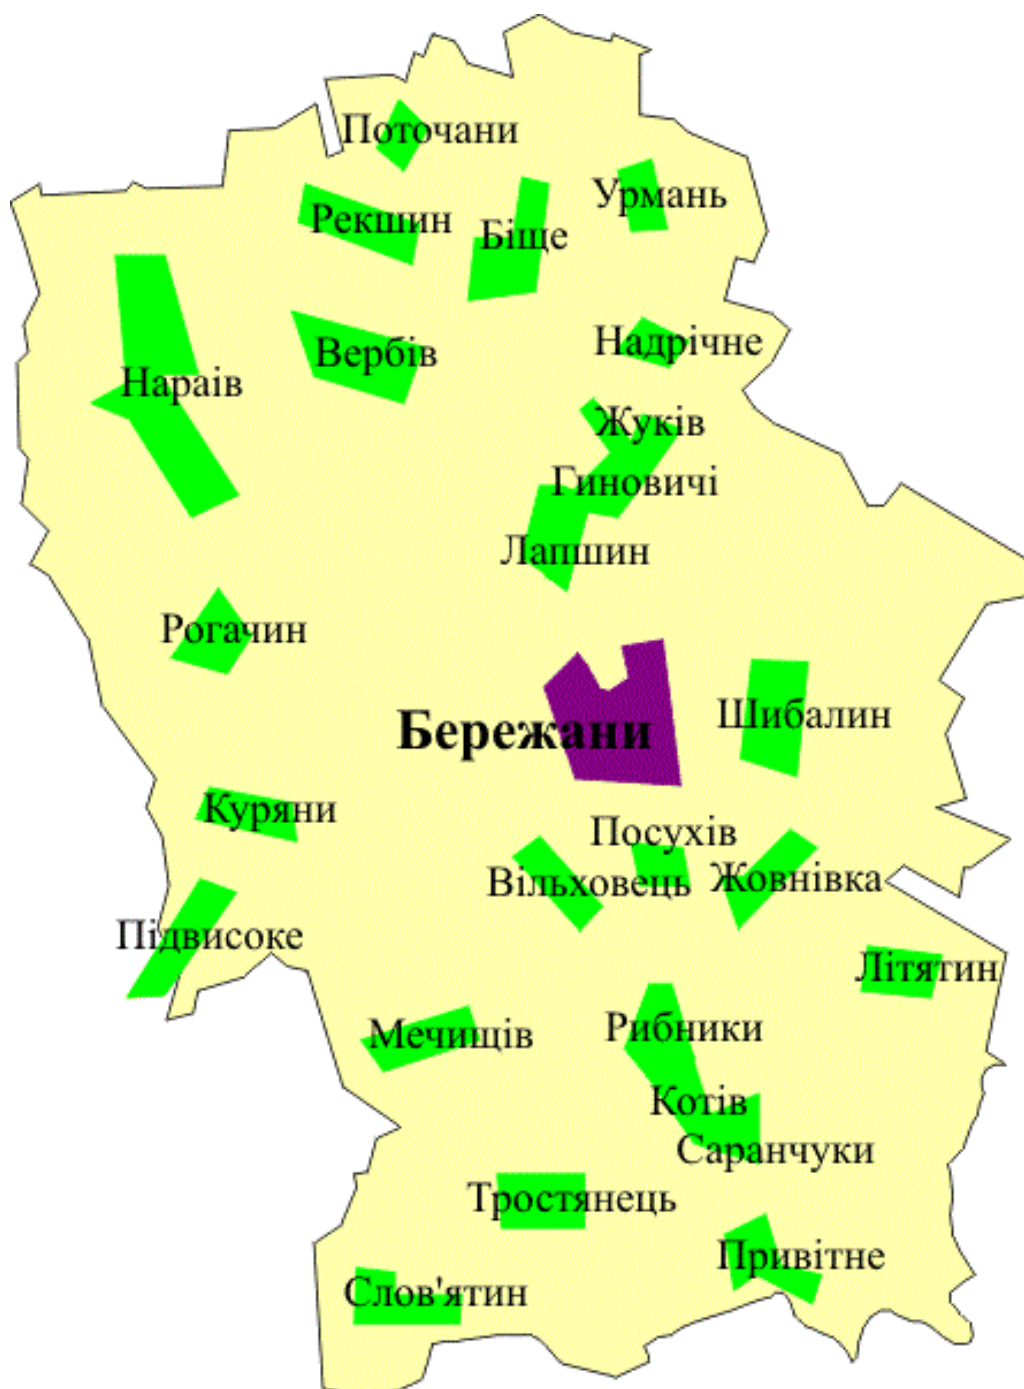 Поточани
Урмань
Рекшин
Біще
Надрічне
Вербів
Нараів
Жуків
Гиновичі
Лапшин
Рогачин
Шибалин
Бережани
Куряни
Посухів
Вільховець
Жовнівка
Підвисоке
Літятин
Рибники
Мечищів
Котів
Саранчуки
Тростянець
Привітне
Слов'ятин